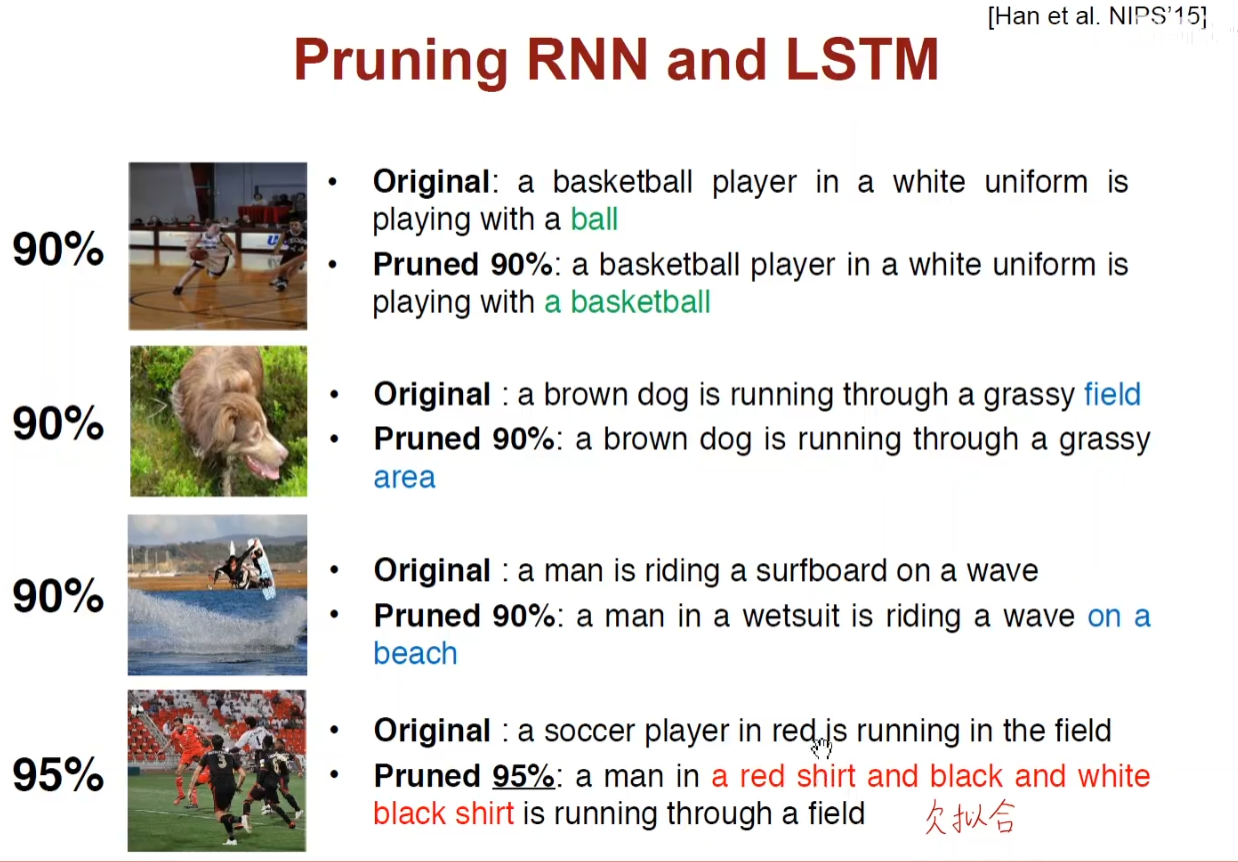 [Han et al. NIPS'15]
Pruning RNN and LSTM
90%
• Original: a basketball player in a white uniform is
playing with a ball
• Pruned 90%: a basketball player in a white uniform is
playing with a basketball
90%
• Original : a brown dog is running through a grassy field
• Pruned 90%: a brown dog is running through a grassy
area
90%
• Original : a man is riding a surfboard on a wave
• Pruned 90%: a man in a wetsuit is riding a wave on a
beach
95%
• Original : a soccer player in red is running in the field
• Pruned 95%: a man in a red shirt and black and white
black shirt is running through a field
欠拟合